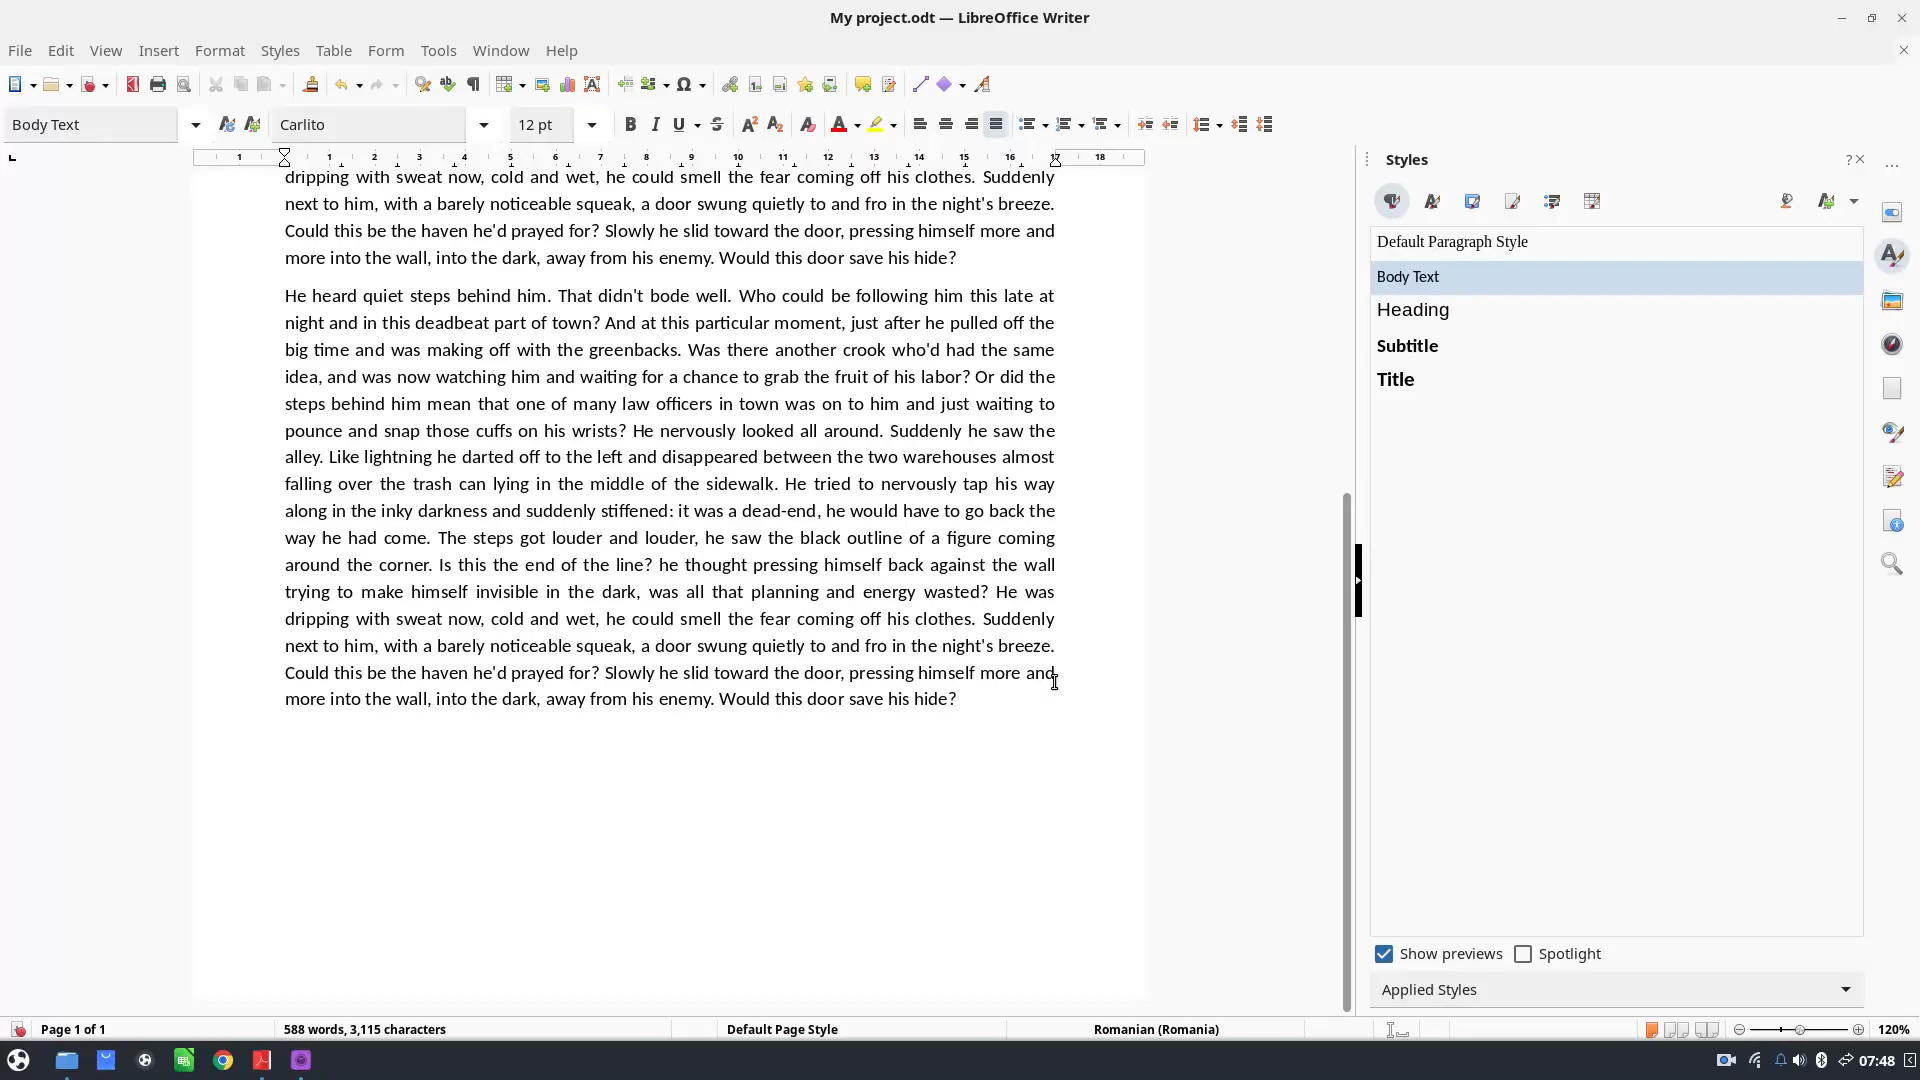 My project.odt — LibreOffice Writer
File Edit View Insert Format Styles Table Form Tools Window Help
Body Text Carlito 12 pt
1 1 2 3 4 5 6 7 8 9 10 11 12 13 14 15 16 17 18
dripping with sweat now, cold and wet, he could smell the fear coming off his clothes. Suddenly
next to him, with a barely noticeable squeak, a door swung quietly to and fro in the night's breeze.
Could this be the haven he'd prayed for? Slowly he slid toward the door, pressing himself more and
more into the wall, into the dark, away from his enemy. Would this door save his hide?
He heard quiet steps behind him. That didn't bode well. Who could be following him this late at
night and in this deadbeat part of town? And at this particular moment, just after he pulled off the
big time and was making off with the greenbacks. Was there another crook who'd had the same
idea, and was now watching him and waiting for a chance to grab the fruit of his labor? Or did the
steps behind him mean that one of many law officers in town was on to him and just waiting to
pounce and snap those cuffs on his wrists? He nervously looked all around. Suddenly he saw the
alley. Like lightning he darted off to the left and disappeared between the two warehouses almost
falling over the trash can lying in the middle of the sidewalk. He tried to nervously tap his way
along in the inky darkness and suddenly stiffened: it was a dead-end, he would have to go back the
way he had come. The steps got louder and louder, he saw the black outline of a figure coming
around the corner. Is this the end of the line? he thought pressing himself back against the wall
trying to make himself invisible in the dark, was all that planning and energy wasted? He was
dripping with sweat now, cold and wet, he could smell the fear coming off his clothes. Suddenly
next to him, with a barely noticeable squeak, a door swung quietly to and fro in the night's breeze.
Could this be the haven he'd prayed for? Slowly he slid toward the door, pressing himself more and
more into the wall, into the dark, away from his enemy. Would this door save his hide?
Styles
Default Paragraph Style
Body Text
Heading
Subtitle
Title
Show previews Spotlight
Applied Styles
Page 1 of 1 588 words, 3,115 characters Default Page Style Romanian (Romania) 120%
07:48